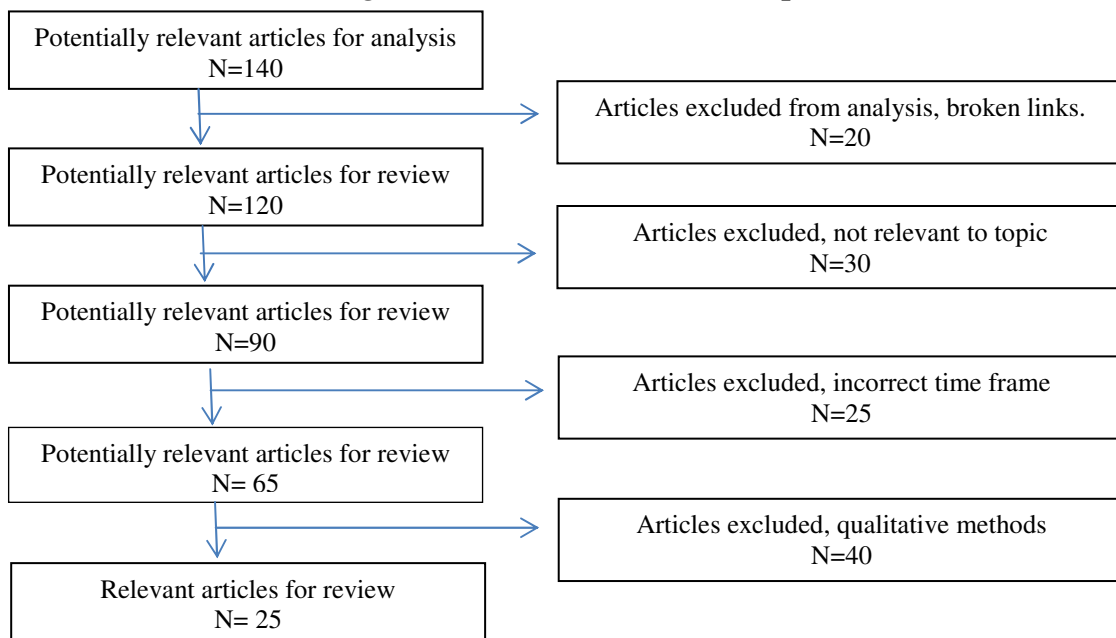 Potentially relevant articles for analysis
N=140
Articles excluded from analysis, broken links.
N=20
Potentially relevant articles for review
N=120
Articles excluded, not relevant to topic
N=30
Potentially relevant articles for review
N=90
Articles excluded, incorrect time frame
N=25
Potentially relevant articles for review
N= 65
Articles excluded, qualitative methods
N=40
Relevant articles for review
N= 25